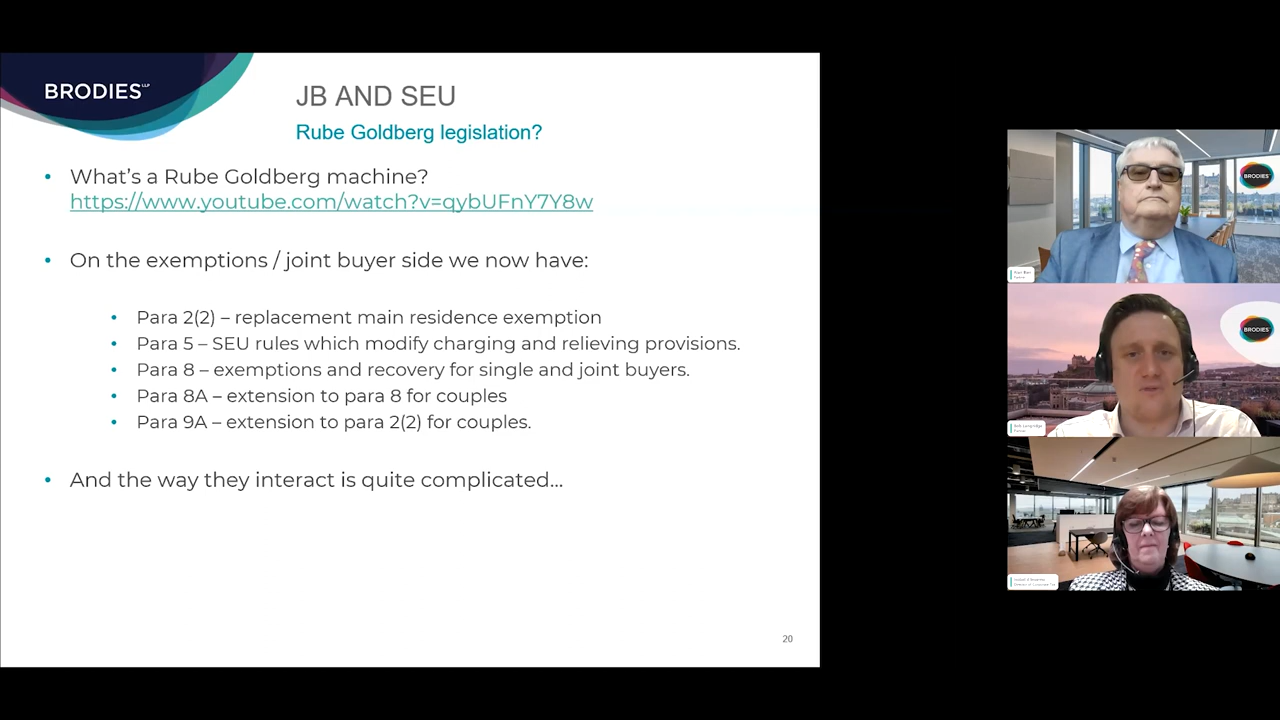 BRODIES LLP
JB AND SEU
Rube Goldberg legislation?
• What's a Rube Goldberg machine?
https://www.youtube.com/watch?v=qybUFnY7Y8w
• On the exemptions / joint buyer side we now have:
• Para 2(2) – replacement main residence exemption
• Para 5 – SEU rules which modify charging and relieving provisions.
• Para 8 – exemptions and recovery for single and joint buyers.
• Para 8A – extension to para 8 for couples
• Para 9A – extension to para 2(2) for couples.
• And the way they interact is quite complicated...
20
BRODIES
BRODIES